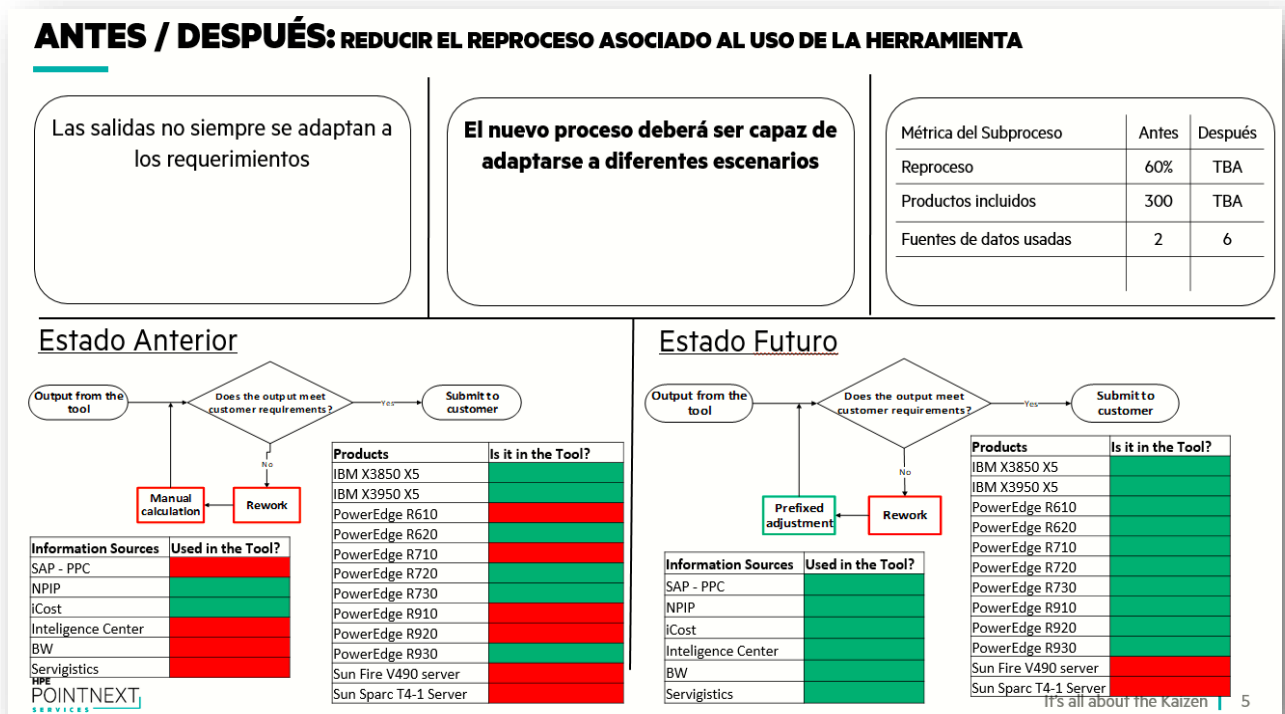 ANTES / DESPUÉS: REDUCIR EL REPROCESO ASOCIADO AL USO DE LA HERRAMIENTA
Las salidas no siempre se adaptan a
los requerimientos
El nuevo proceso deberá ser capaz de
adaptarse a diferentes escenarios
Métrica del Subproceso Antes Después
Reproceso 60% TBA
Productos incluidos 300 TBA
Fuentes de datos usadas 2 6
Estado Anterior
Output from the
tool
Does the output meet
customer requirements?
Yes
Submit to
customer
No
Manual
calculation
Rework
Products Is it in the Tool?
IBM X3850 X5
IBM X3950 X5
PowerEdge R610
PowerEdge R620
PowerEdge R710
PowerEdge R720
PowerEdge R730
PowerEdge R910
PowerEdge R920
PowerEdge R930
Sun Fire V490 server
Sun Sparc T4-1 Server
Information Sources Used in the Tool?
SAP - PPC
NPIP
iCost
Inteligence Center
BW
Servigistics
Estado Futuro
Output from the
tool
Does the output meet
customer requirements?
Yes
Submit to
customer
No
Prefixed
adjustment
Rework
Products Is it in the Tool?
IBM X3850 X5
IBM X3950 X5
PowerEdge R610
PowerEdge R620
PowerEdge R710
PowerEdge R720
PowerEdge R730
PowerEdge R910
PowerEdge R920
PowerEdge R930
Sun Fire V490 server
Sun Sparc T4-1 Server
Information Sources Used in the Tool?
SAP - PPC
NPIP
iCost
Inteligence Center
BW
Servigistics
HPE
POINTNEXT
SERVICES
It's all about the Kaizen 5